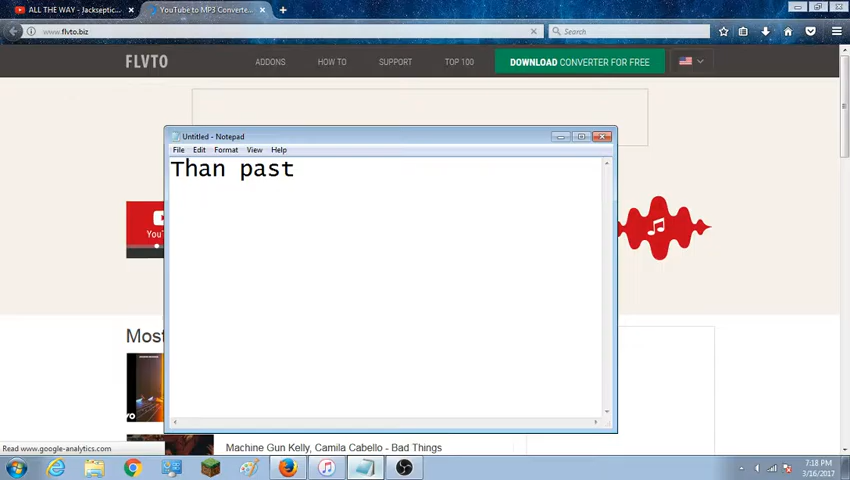 ALL THE WAY - Jackseptic...
YouTube to MP3 Converte...
www.flvto.biz
Search
FLVTO
ADDONS
HOW TO
SUPPORT
TOP 100
DOWNLOAD CONVERTER FOR FREE
Untitled - Notepad
File Edit Format View Help
Than past
Most
Machine Gun Kelly, Camila Cabello - Bad Things
Read www.google-analytics.com
7:18 PM
3/16/2017